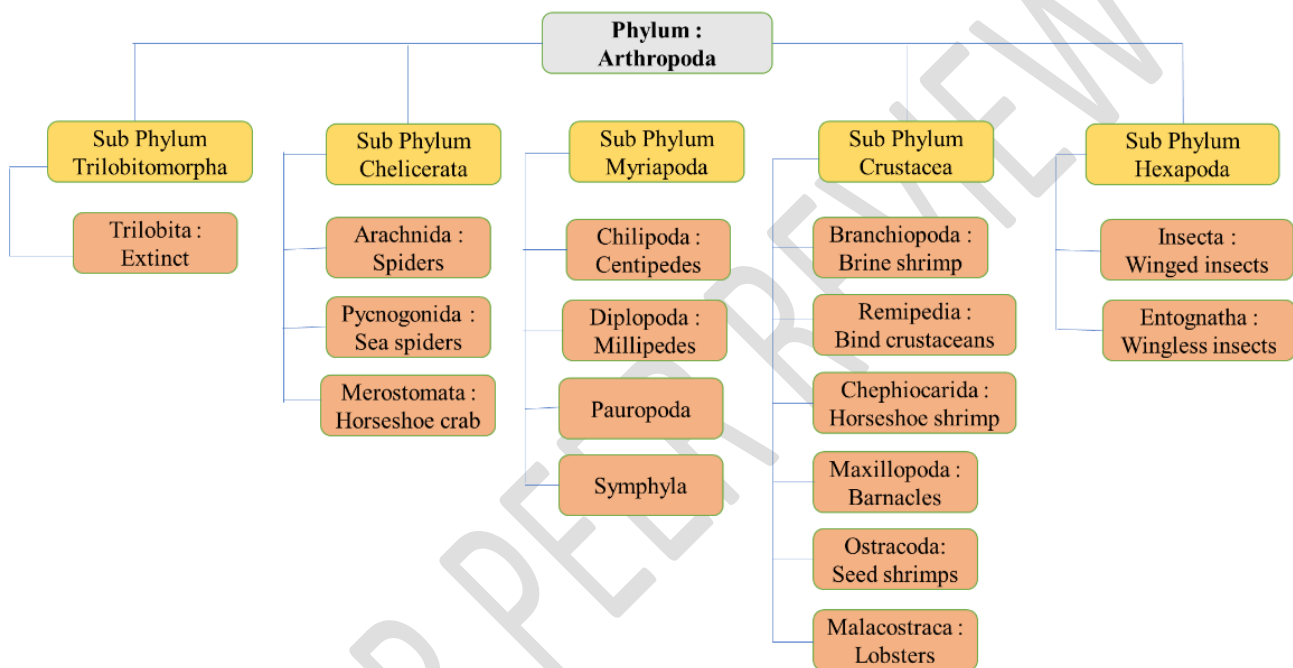 Phylum :
Arthropoda
Sub Phylum
Trilobitomorpha
Trilobita :
Extinct
Sub Phylum
Chelicerata
Arachnida :
Spiders
Pycnogonida :
Sea spiders
Merostomata :
Horseshoe crab
Sub Phylum
Myriapoda
Chilipoda :
Centipedes
Diplopoda :
Millipedes
Pauropoda
Symphyla
Sub Phylum
Crustacea
Branchiopoda :
Brine shrimp
Remipedia :
Bind crustaceans
Chephiocarida :
Horseshoe shrimp
Maxillopoda :
Barnacles
Ostracoda:
Seed shrimps
Malacostraca :
Lobsters
Sub Phylum
Hexapoda
Insecta :
Winged insects
Entognatha :
Wingless insects
PEER REVIEW